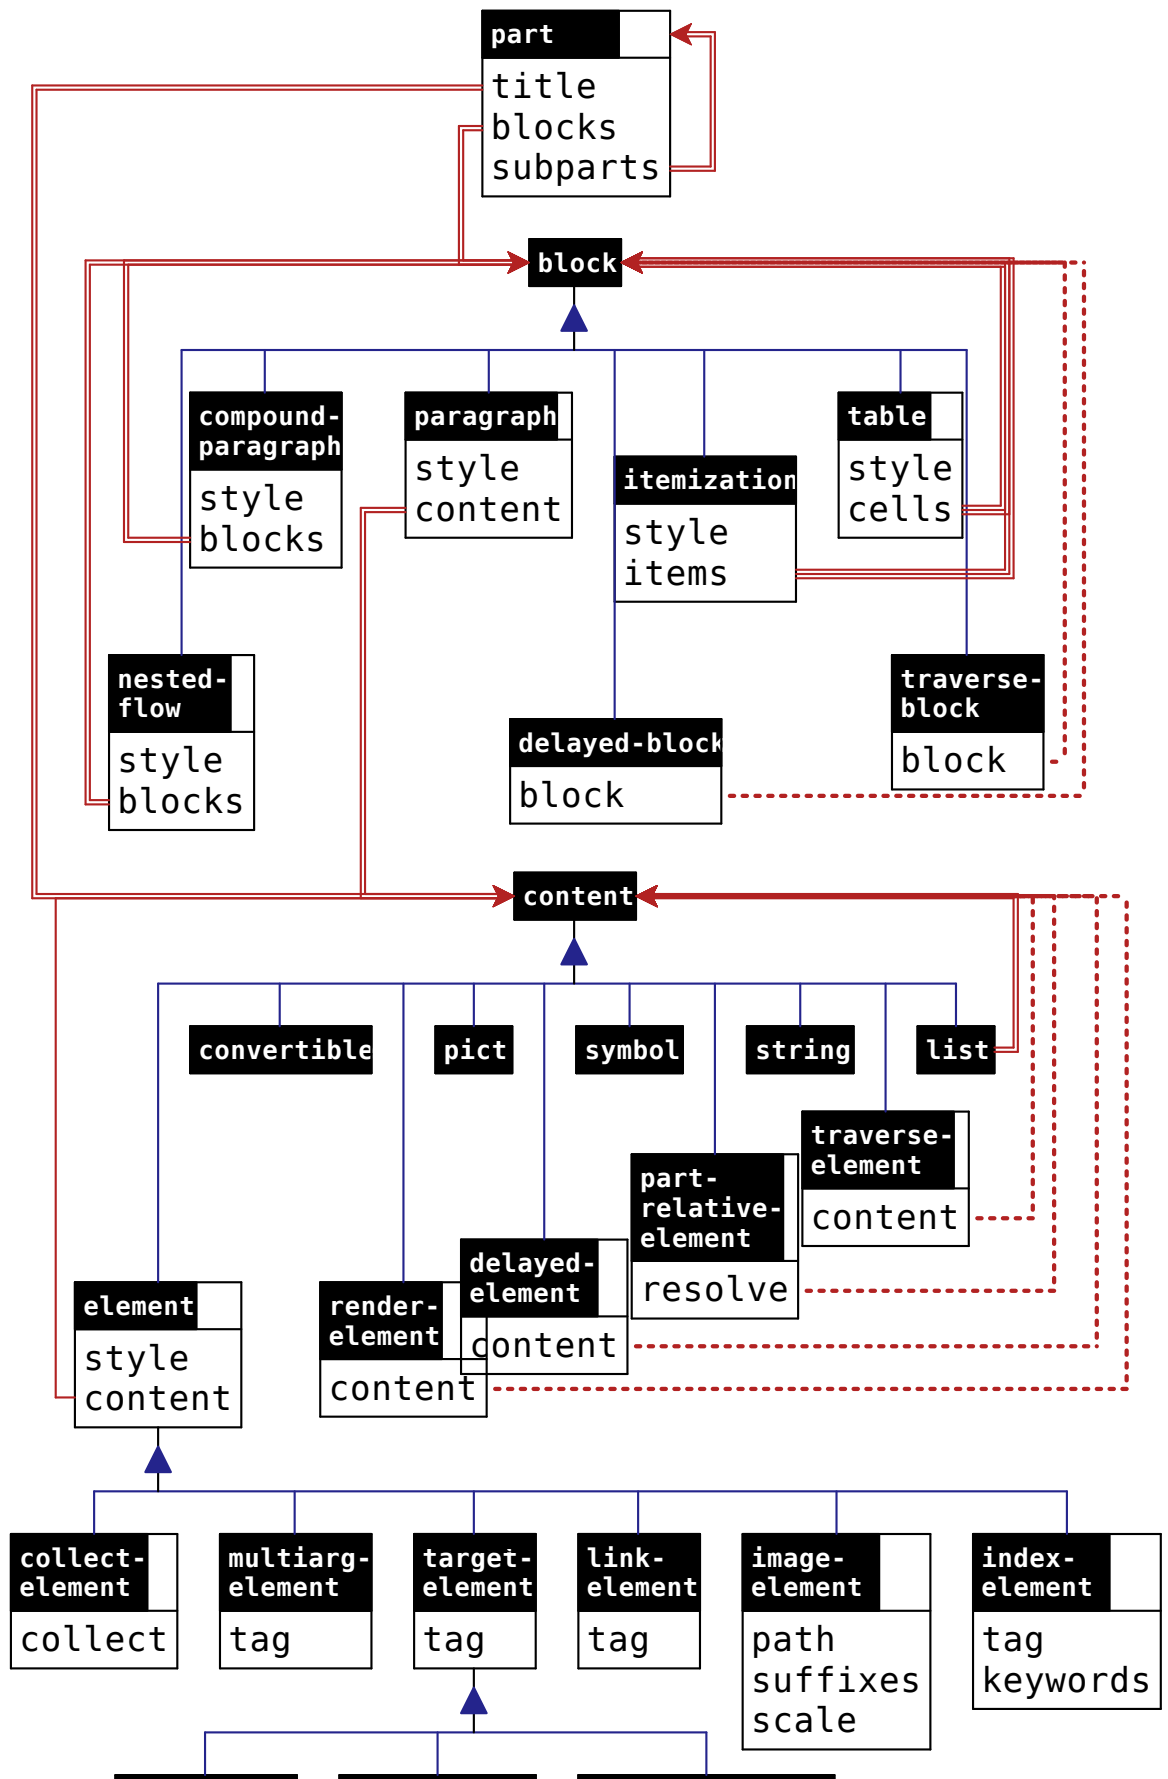 part
title
blocks
subparts
block
compound-
paragraph
style
blocks
paragraph
style
content
itemization
style
items
table
style
cells
nested-
flow
style
blocks
delayed-block
block
traverse-
block
block
content
convertible
pict
symbol
string
list
traverse-
element
content
part-
relative-
element
resolve
delayed-
element
content
render-
element
content
element
style
content
collect-
element
collect
multiarg-
element
tag
target-
element
tag
link-
element
tag
image-
element
path
suffixes
scale
index-
element
tag
keywords